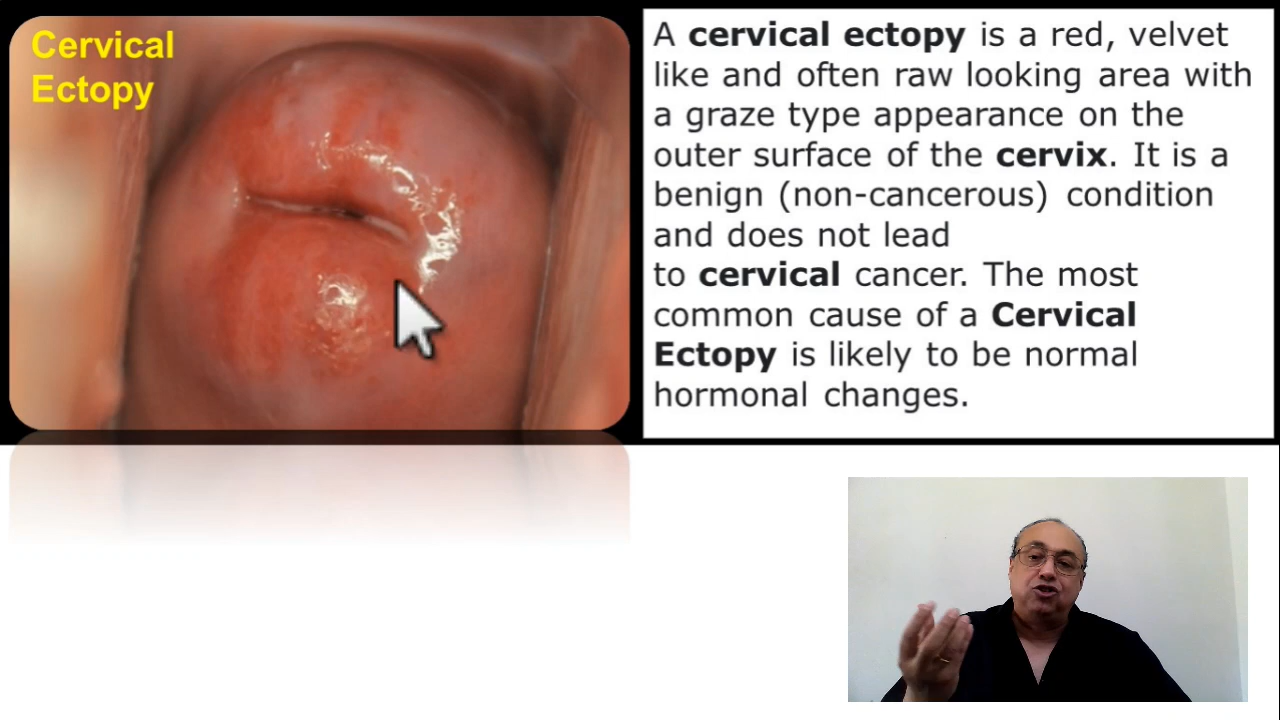 Cervical
Ectopy
A cervical ectopy is a red, velvet
like and often raw looking area with
a graze type appearance on the
outer surface of the cervix. It is a
benign (non-cancerous) condition
and does not lead
to cervical cancer. The most
common cause of a Cervical
Ectopy is likely to be normal
hormonal changes.